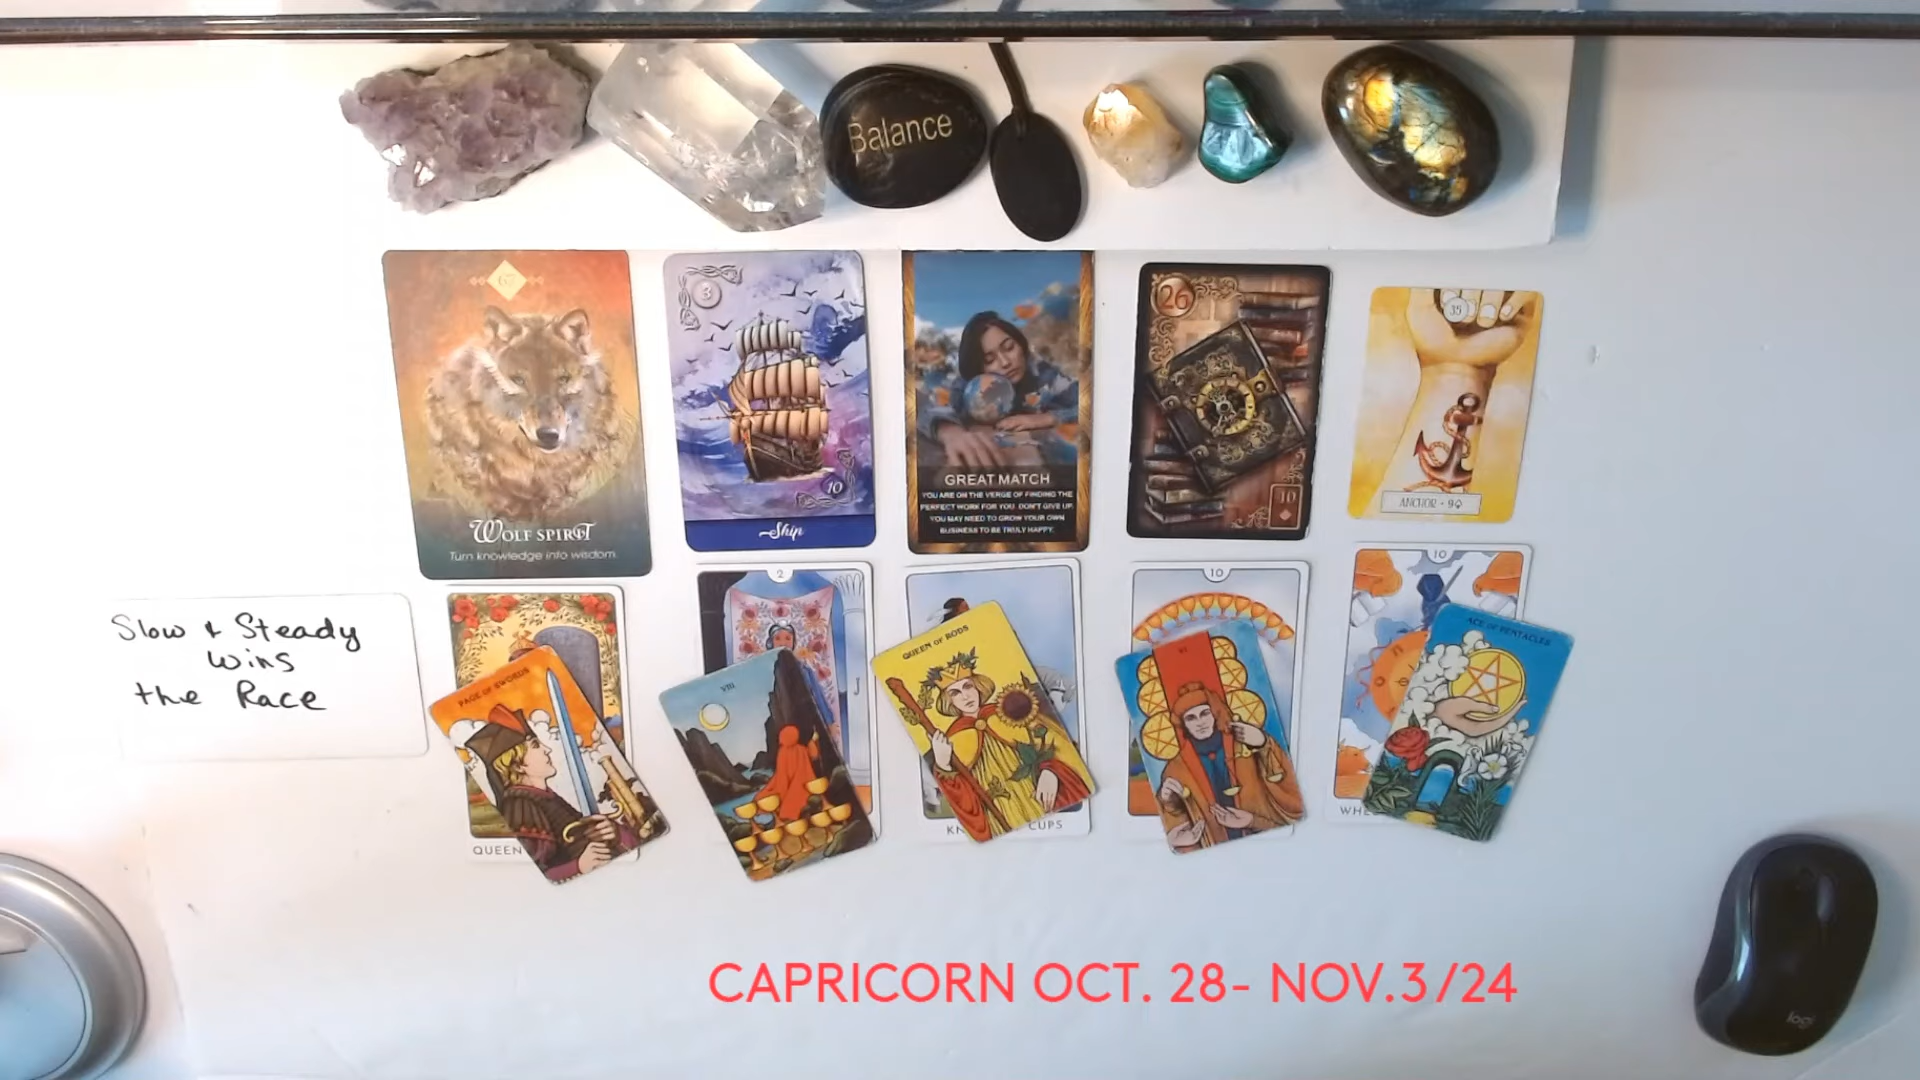 Balance
67
WOLF SPIRIT
Turn knowledge into wisdom.
3
10
Ship
GREAT MATCH
YOU ARE ON THE VERGE OF FINDING THE
PERFECT WORK FOR YOU. DON'T GIVE UP.
YOU MAY NEED TO GROW YOUR OWN
BUSINESS TO BE TRULY HAPPY.
26
10
35
ANCHOR - 9
Slow & Steady
Wins
the Race
QUEEN
PAGE OF SWORDS
2
J
VIII
KN
CUPS
QUEEN OF RODS
10
VI
10
WHE
ACE OF PENTACLES
CAPRICORN OCT. 28- NOV.3/24
logi